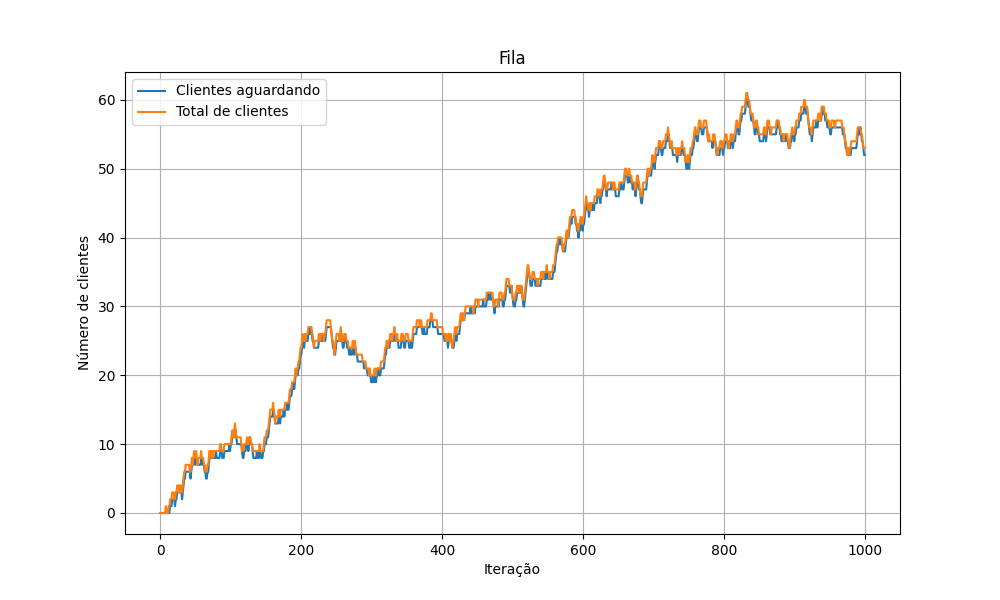 Fila
Clientes aguardando
Total de clientes
60
50
40
30
20
10
0
Número de clientes
0 200 400 600 800 1000
Iteração